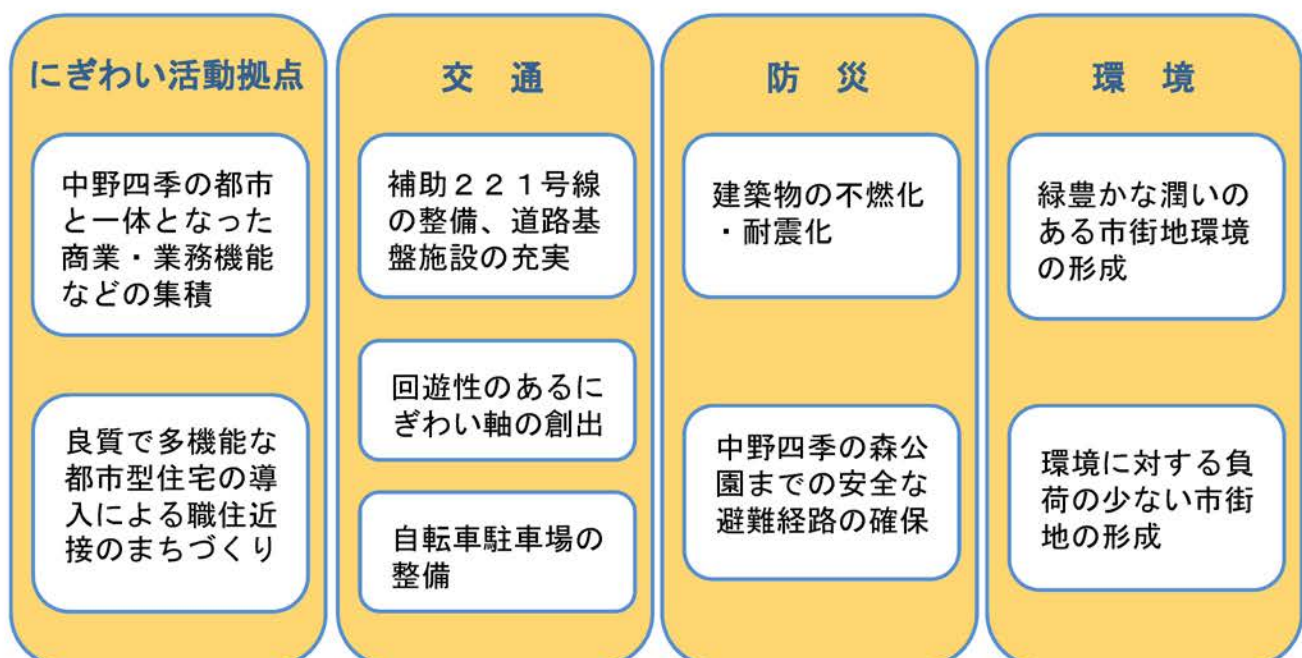 にぎわい活動拠点
中野四季の都市
と一体となった
商業・業務機能
などの集積
良質で多機能な
都市型住宅の導
入による職住近
接のまちづくり
交　通
補助２２１号線
の整備、道路基
盤施設の充実
回遊性のあるに
ぎわい軸の創出
自転車駐車場の
整備
防　災
建築物の不燃化
・耐震化
中野四季の森公
園までの安全な
避難経路の確保
環　境
緑豊かな潤いの
ある市街地環境
の形成
環境に対する負
荷の少ない市街
地の形成